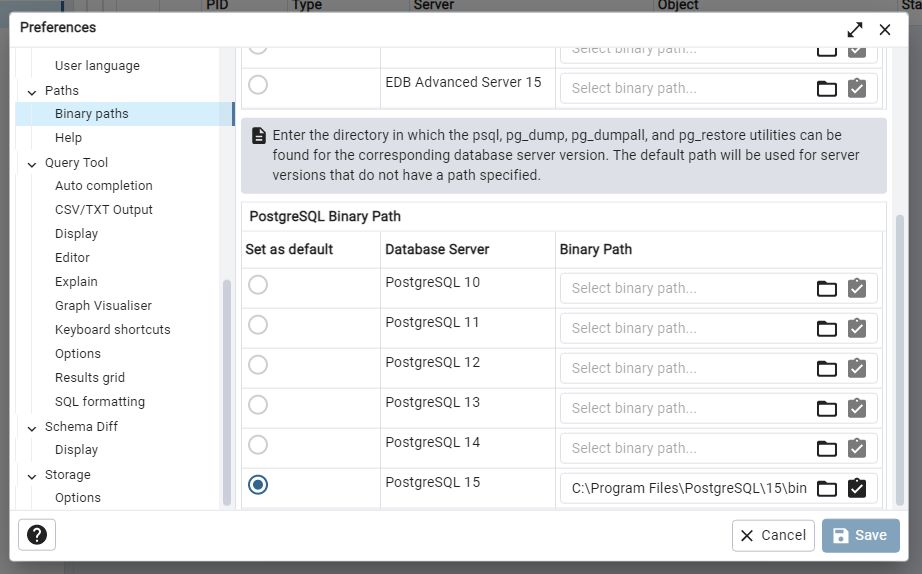 PID Type Server Object Sta
Preferences
User language
Paths
Binary paths
Help
Query Tool
Auto completion
CSV/TXT Output
Display
Editor
Explain
Graph Visualiser
Keyboard shortcuts
Options
Results grid
SQL formatting
Schema Diff
Display
Storage
Options
Select binary path...
EDB Advanced Server 15 Select binary path...
Enter the directory in which the psql, pg_dump, pg_dumpall, and pg_restore utilities can be
found for the corresponding database server version. The default path will be used for server
versions that do not have a path specified.
PostgreSQL Binary Path
Set as default Database Server Binary Path
PostgreSQL 10 Select binary path...
PostgreSQL 11 Select binary path...
PostgreSQL 12 Select binary path...
PostgreSQL 13 Select binary path...
PostgreSQL 14 Select binary path...
PostgreSQL 15 C:\Program Files\PostgreSQL\15\bin
? Cancel Save